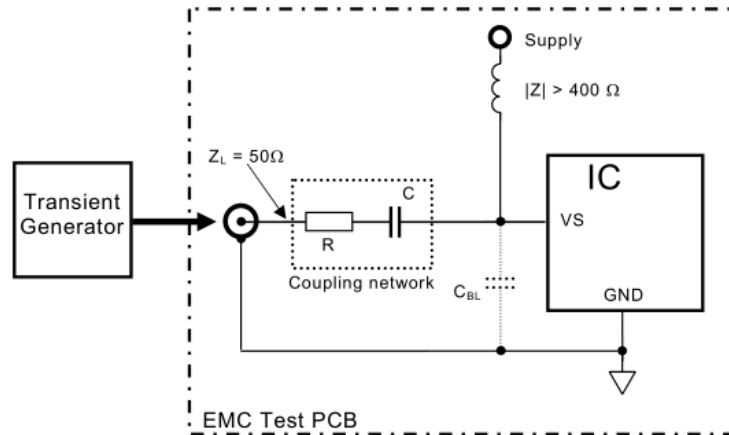 Supply
|Z| > 400 Ω
Z_L = 50Ω
Transient
Generator
R
C
Coupling network
C_BL
IC
VS
GND
EMC Test PCB